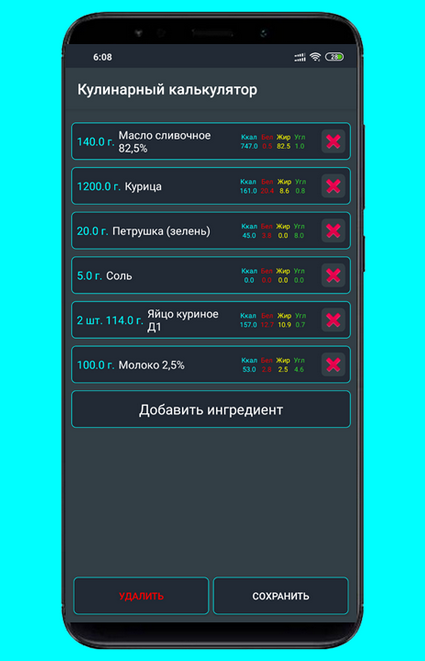 6:08
28
Кулинарный калькулятор
140.0 г. Масло сливочное 82,5%
Ккал Бел Жир Угл
747.0 0.5 82.5 1.0
1200.0 г. Курица
Ккал Бел Жир Угл
161.0 20.4 8.6 0.8
20.0 г. Петрушка (зелень)
Ккал Бел Жир Угл
45.0 3.8 0.0 8.0
5.0 г. Соль
Ккал Бел Жир Угл
0.0 0.0 0.0 0.0
2 шт. 114.0 г. Яйцо куриное Д1
Ккал Бел Жир Угл
157.0 12.7 10.9 0.7
100.0 г. Молоко 2,5%
Ккал Бел Жир Угл
53.0 2.8 2.5 4.6
Добавить ингредиент
УДАЛИТЬ
СОХРАНИТЬ